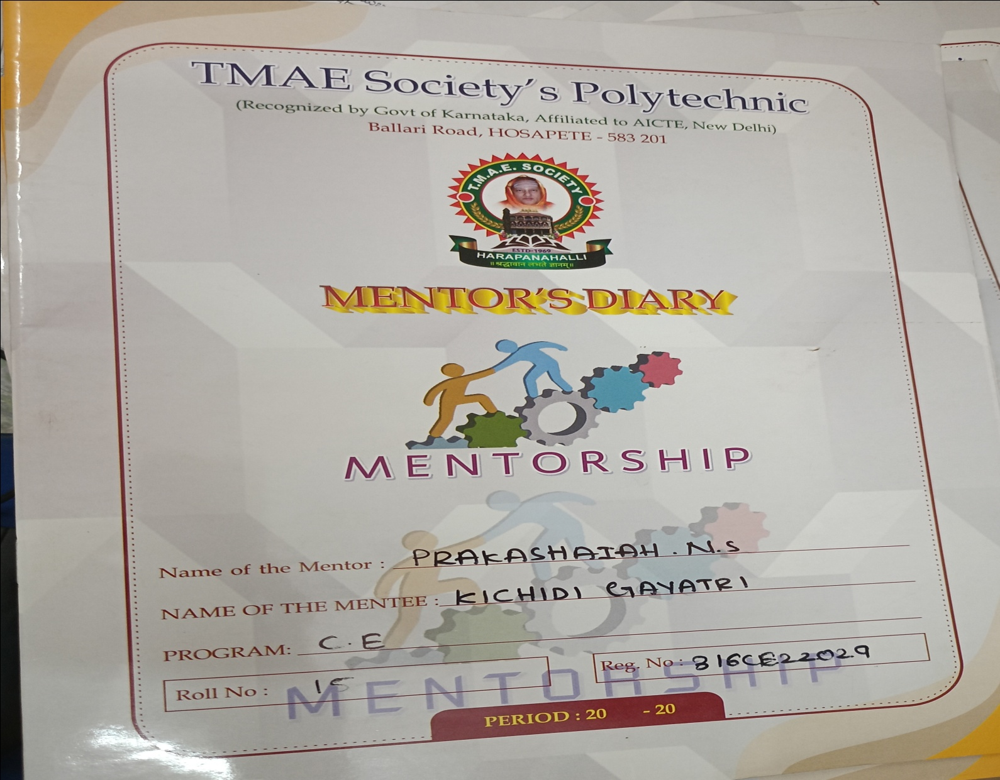 TMAE Society's Polytechnic
(Recognized by Govt of Karnataka, Affiliated to AICTE, New Delhi)
Ballari Road, HOSAPETE - 583 201
T.M.A.E. SOCIETY
ESTD-1969
HARAPANAHALLI
॥श्रद्धावान लभते ज्ञानम्॥
MENTOR'S DIARY
MENTORSHIP
Name of the Mentor : PRAKASHAIAH . N.S
NAME OF THE MENTEE : KICHIDI GAYATRI
PROGRAM: C.E
Roll No : 15
Reg. No : 316CE22029
MENTORSHIP
PERIOD : 20 - 20